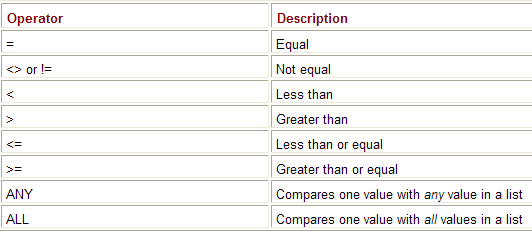 Operator Description
= Equal
<> or != Not equal
< Less than
> Greater than
<= Less than or equal
>= Greater than or equal
ANY Compares one value with any value in a list
ALL Compares one value with all values in a list